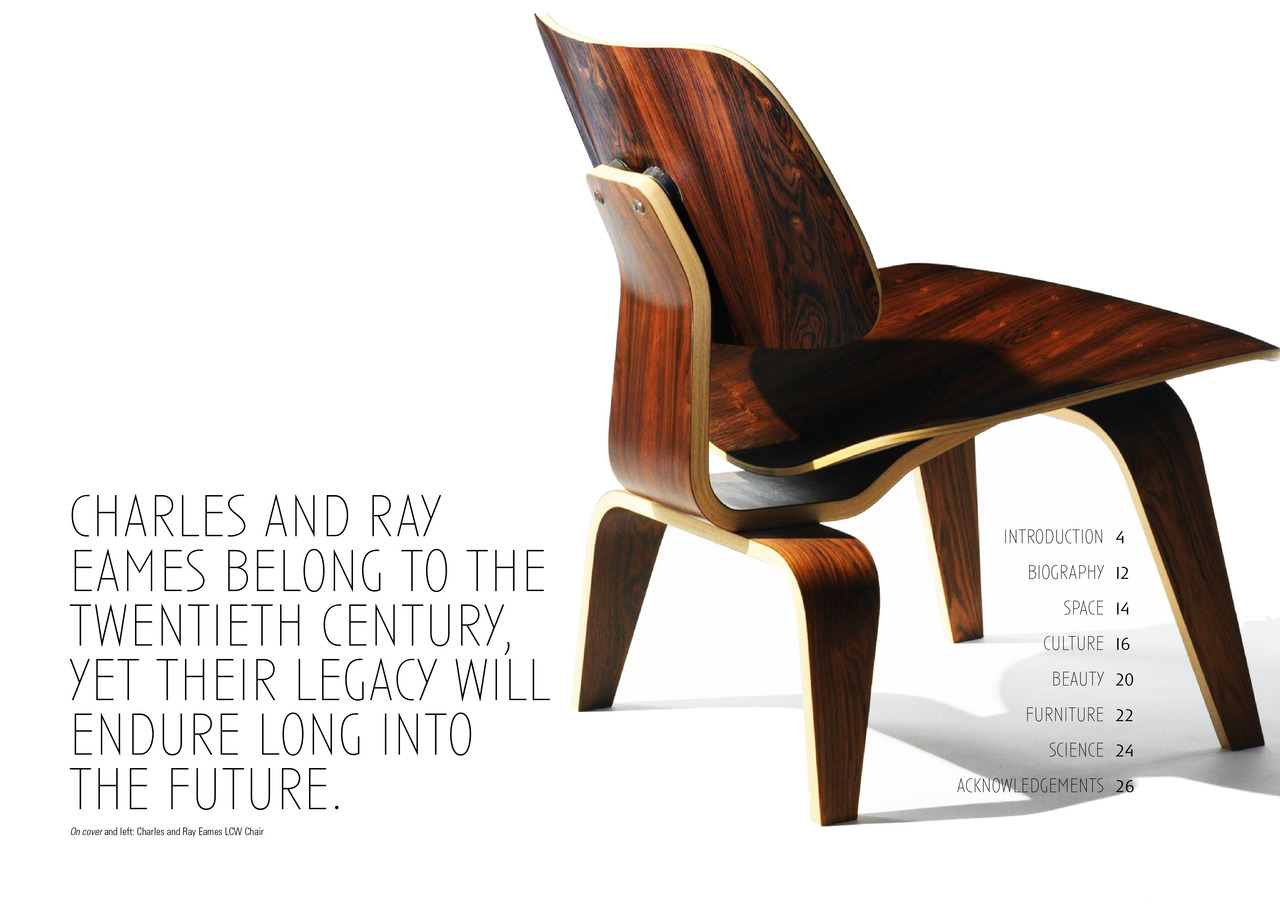 CHARLES AND RAY
EAMES BELONG TO THE
TWENTIETH CENTURY,
YET THEIR LEGACY WILL
ENDURE LONG INTO
THE FUTURE.
On cover and left: Charles and Ray Eames LCW Chair
INTRODUCTION 4
BIOGRAPHY 12
SPACE 14
CULTURE 16
BEAUTY 20
FURNITURE 22
SCIENCE 24
ACKNOWLEDGEMENTS 26